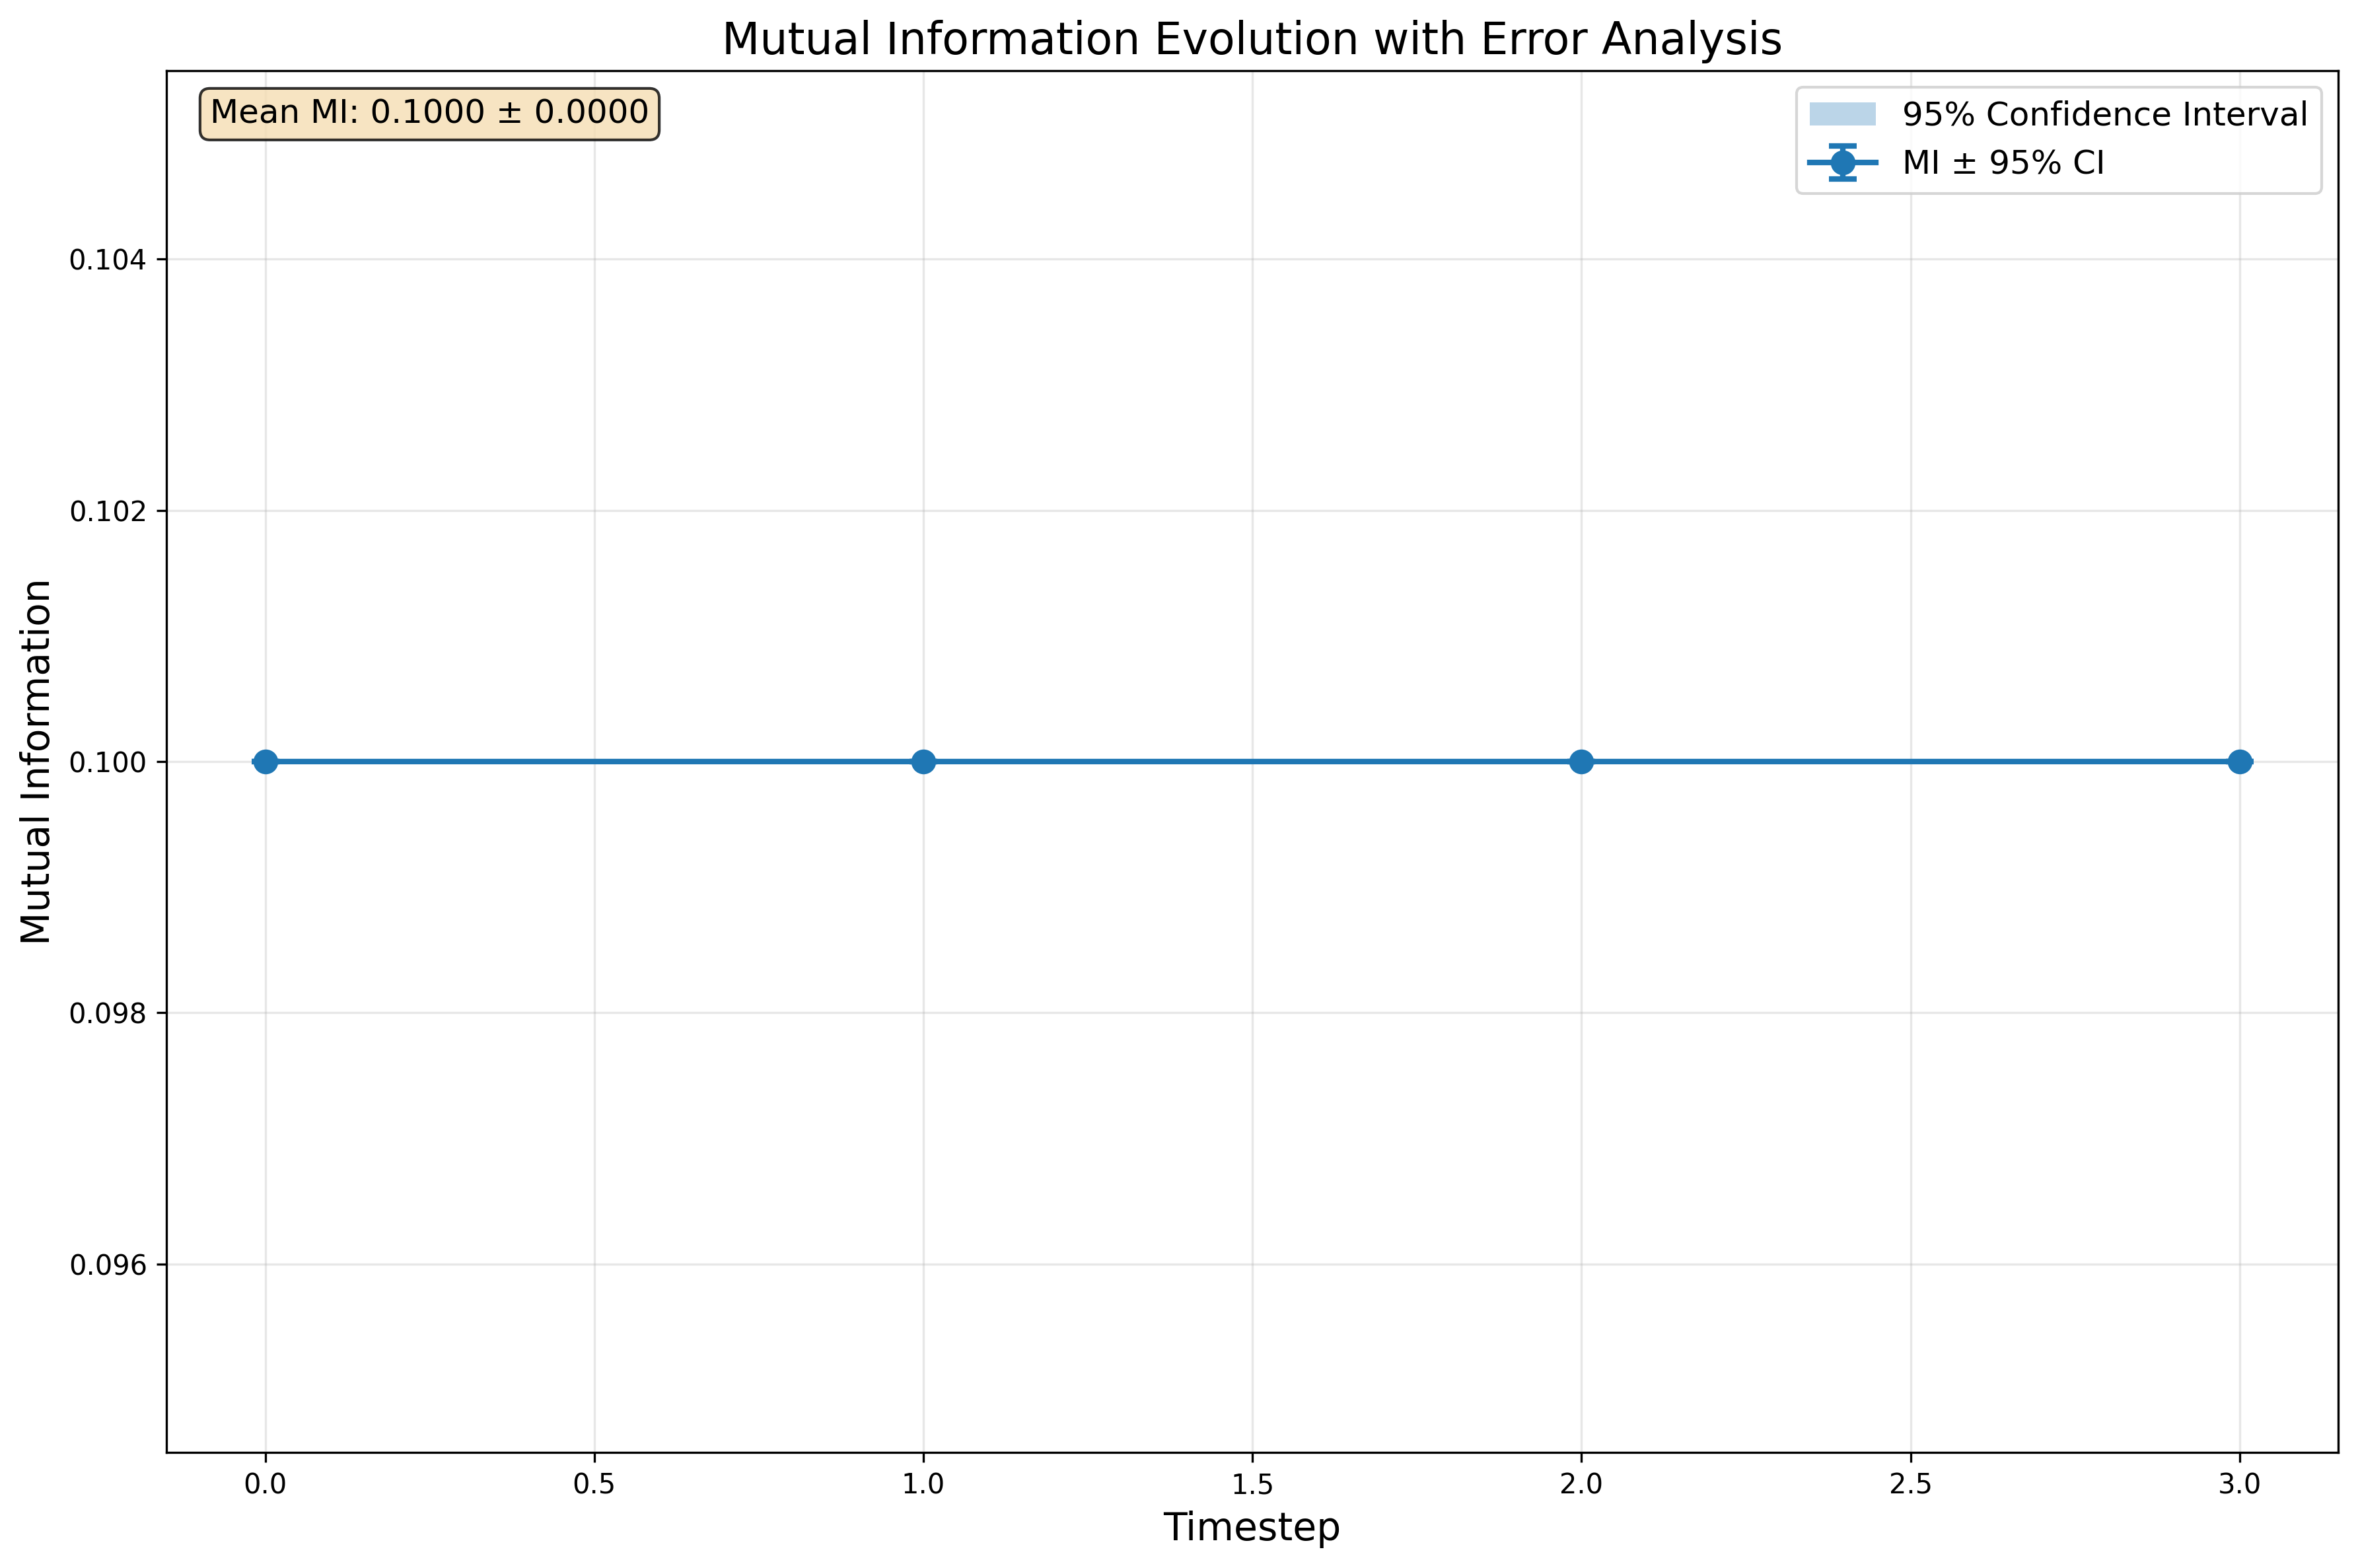 Mutual Information Evolution with Error Analysis
Mean MI: 0.1000 ± 0.0000
95% Confidence Interval
MI ± 95% CI
Mutual Information
0.104
0.102
0.100
0.098
0.096
0.0 0.5 1.0 1.5 2.0 2.5 3.0
Timestep